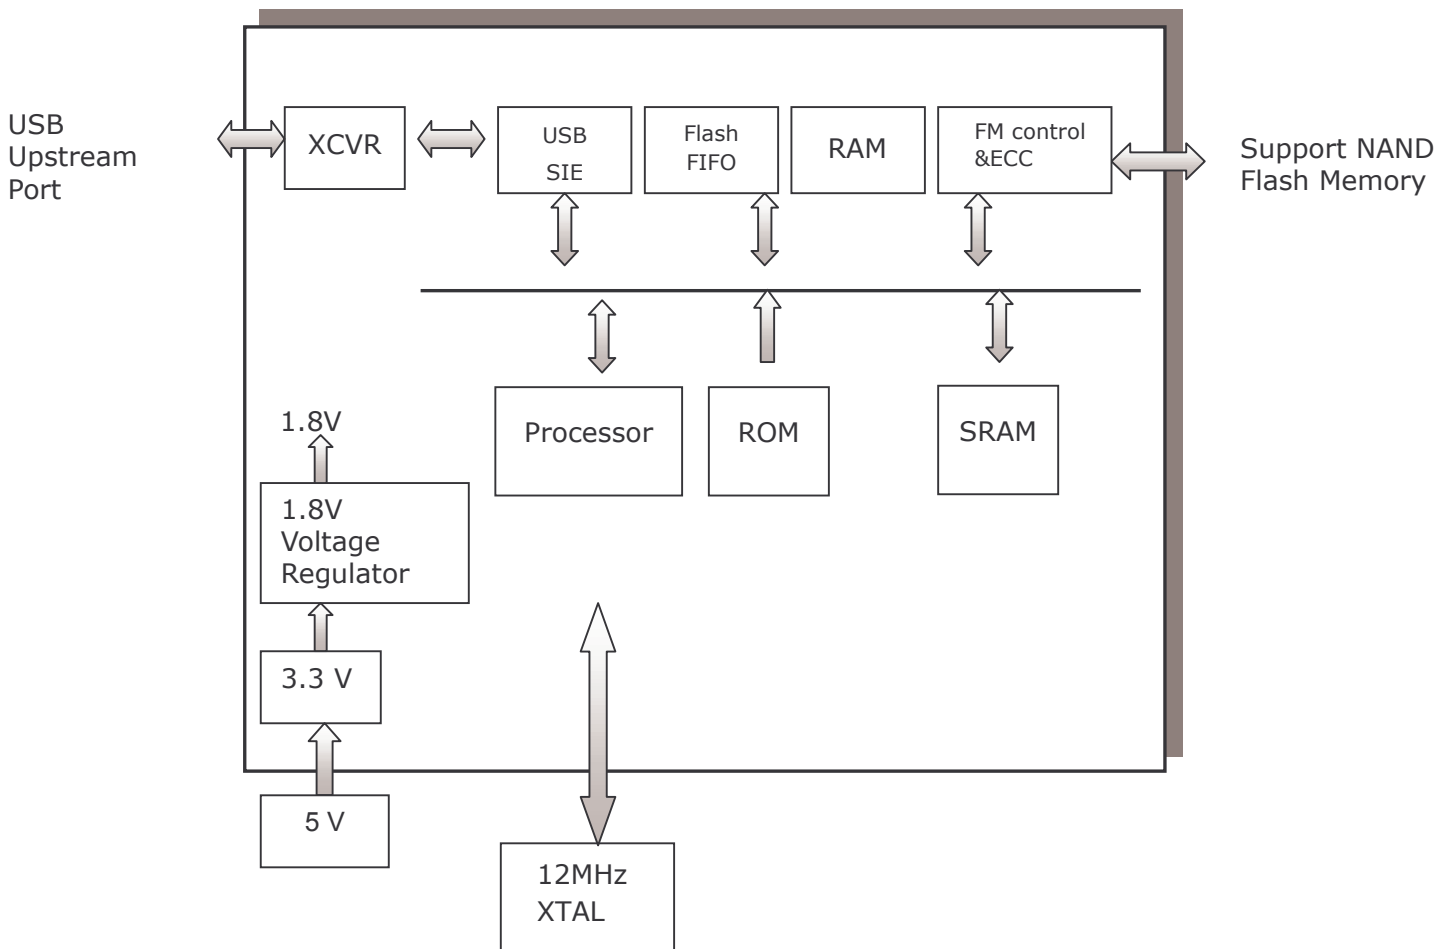 USB
Upstream
Port
XCVR
USB
SIE
Flash
FIFO
RAM
FM control
&ECC
Support NAND
Flash Memory
Processor
ROM
SRAM
1.8V
1.8V
Voltage
Regulator
3.3 V
5 V
12MHz
XTAL